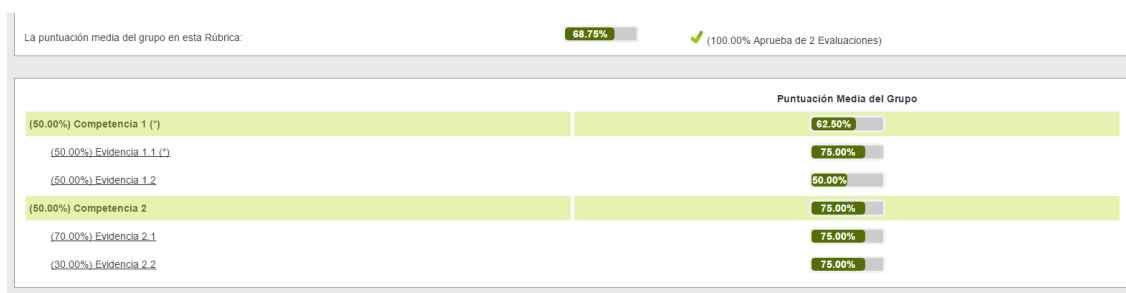 La puntuación media del grupo en esta Rúbrica: 68.75% (100.00% Aprueba de 2 Evaluaciones)
Puntuación Media del Grupo
(50.00%) Competencia 1 (*) 62.50%
(50.00%) Evidencia 1.1 (*) 75.00%
(50.00%) Evidencia 1.2 50.00%
(50.00%) Competencia 2 75.00%
(70.00%) Evidencia 2.1 75.00%
(30.00%) Evidencia 2.2 75.00%